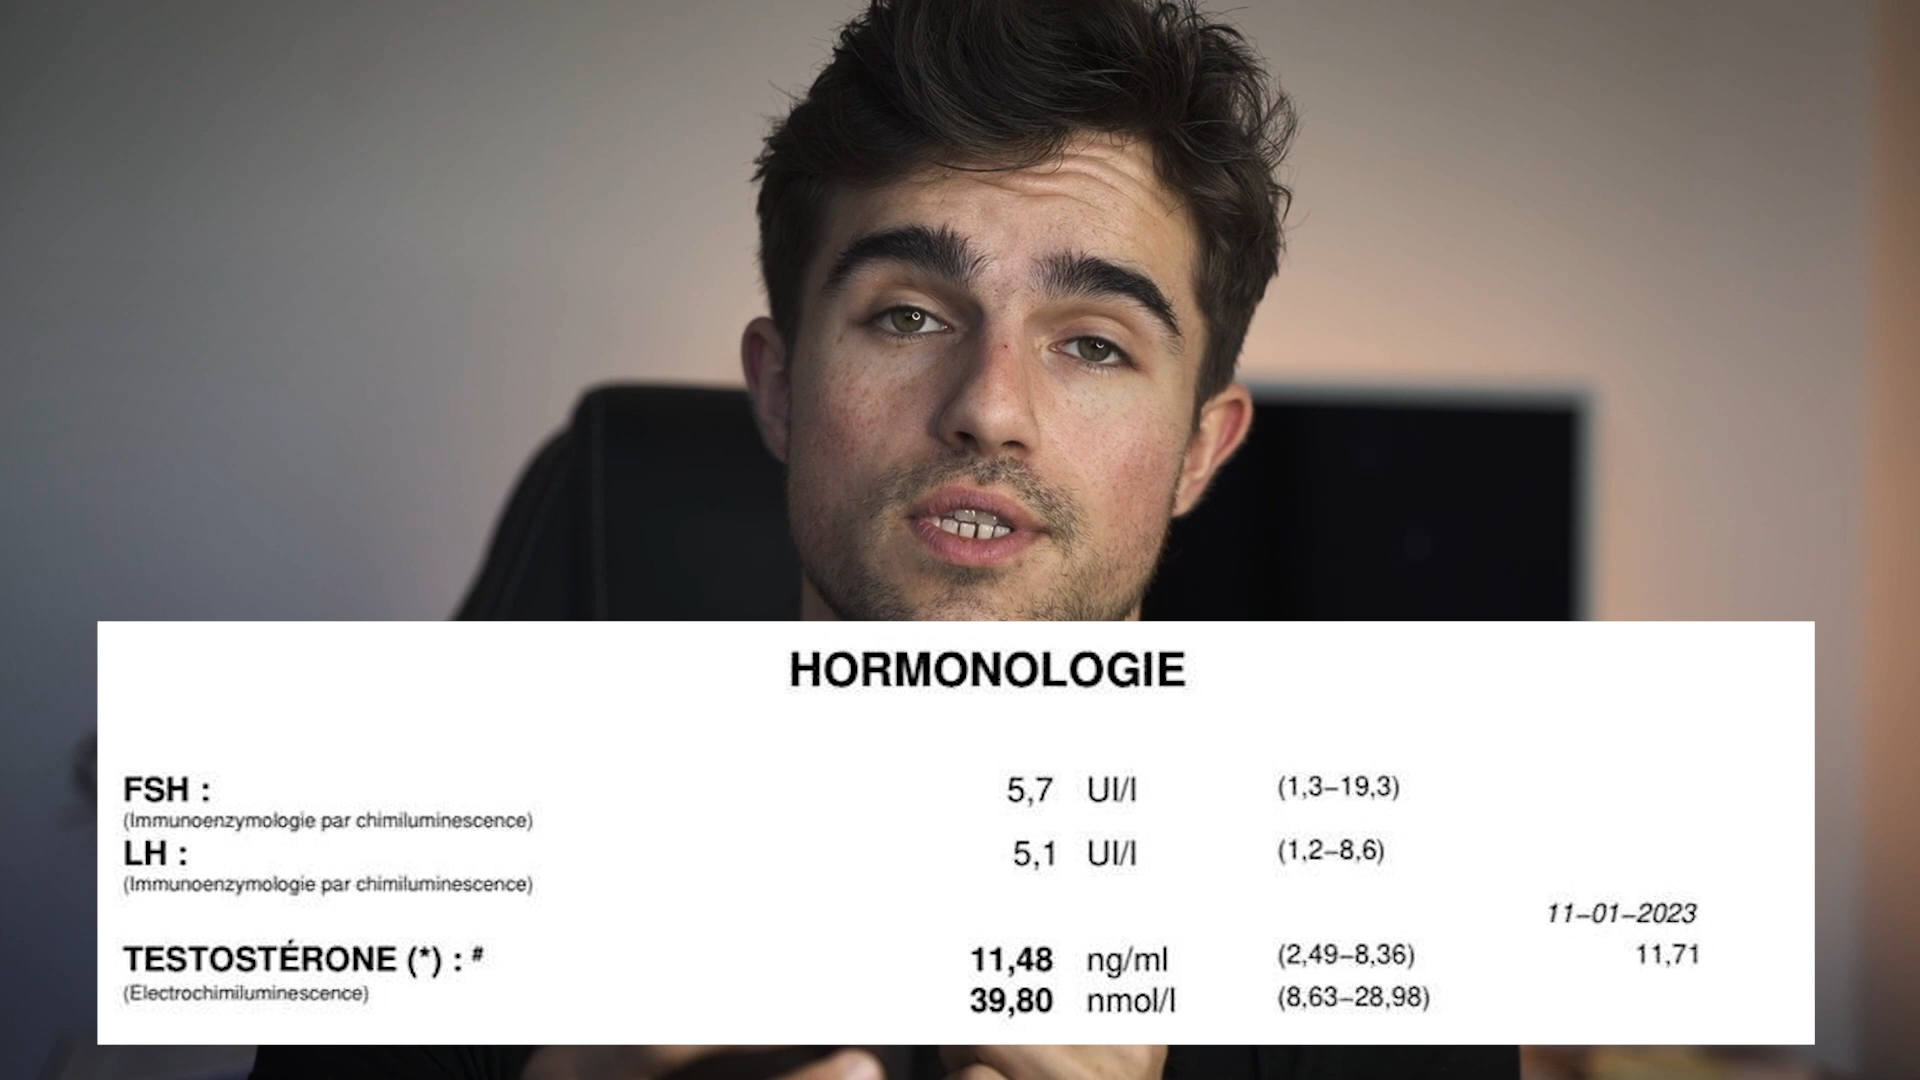 HORMONOLOGIE
FSH : 5,7 UI/l (1,3–19,3)
(Immunoenzymologie par chimiluminescence)
LH : 5,1 UI/l (1,2–8,6)
(Immunoenzymologie par chimiluminescence)
11–01–2023
TESTOSTÉRONE (*) : # 11,48 ng/ml (2,49–8,36) 11,71
(Electrochimiluminescence) 39,80 nmol/l (8,63–28,98)